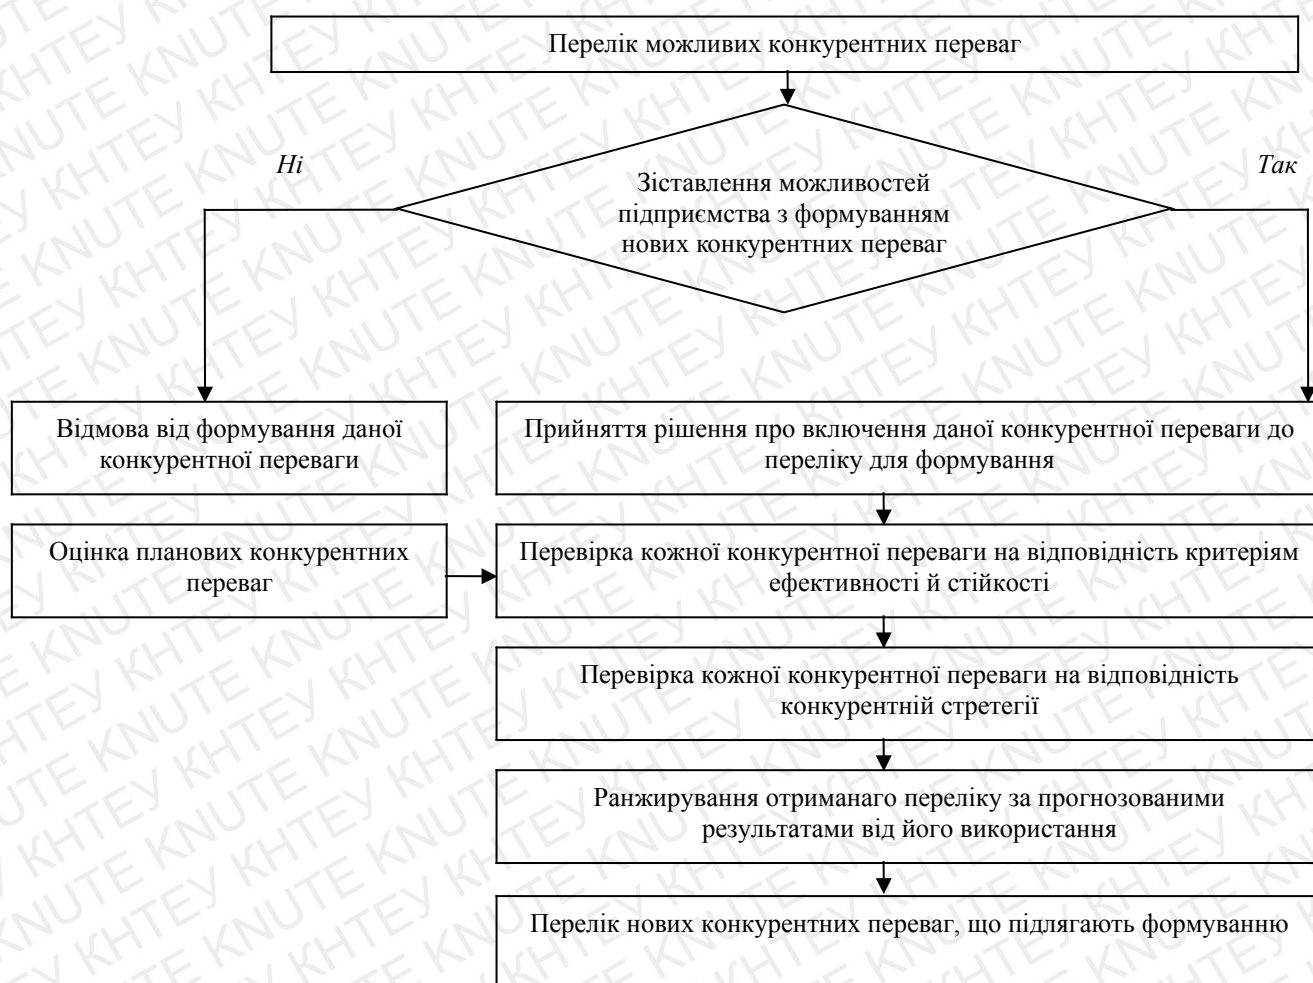 Перелік можливих конкурентних переваг
Ні
Так
Зіставлення можливостей
підприємства з формуванням
нових конкурентних переваг
Відмова від формування даної
конкурентної переваги
Прийняття рішення про включення даної конкурентної переваги до
переліку для формування
Оцінка планових конкурентних
переваг
Перевірка кожної конкурентної переваги на відповідність критеріям
ефективності й стійкості
Перевірка кожної конкурентної переваги на відповідність
конкурентній стретегії
Ранжирування отриманаго переліку за прогнозованими
результатами від його використання
Перелік нових конкурентних переваг, що підлягають формуванню